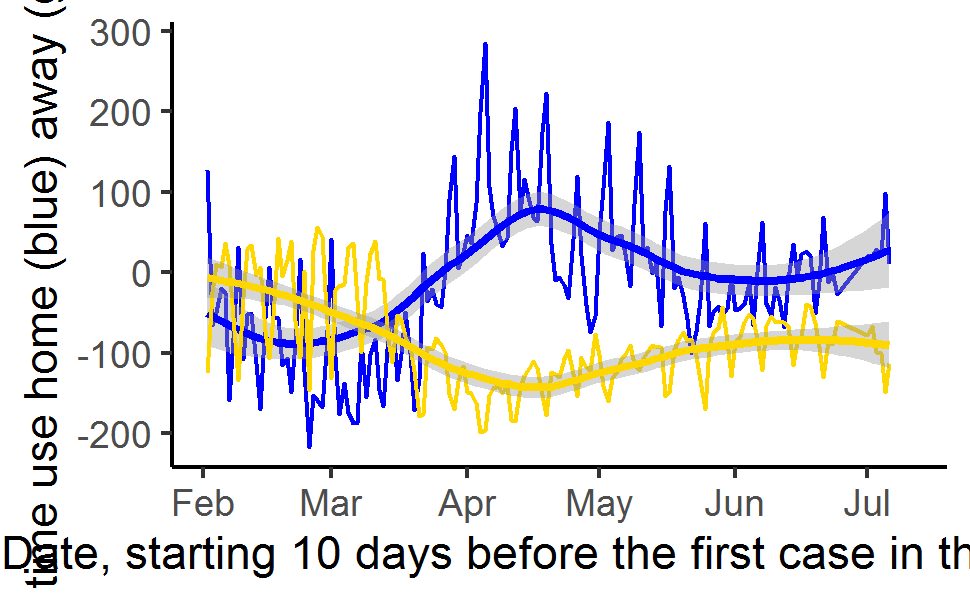 time use home (blue) away (
300
200
100
0
-100
-200
Feb Mar Apr May Jun Jul
Date, starting 10 days before the first case in th